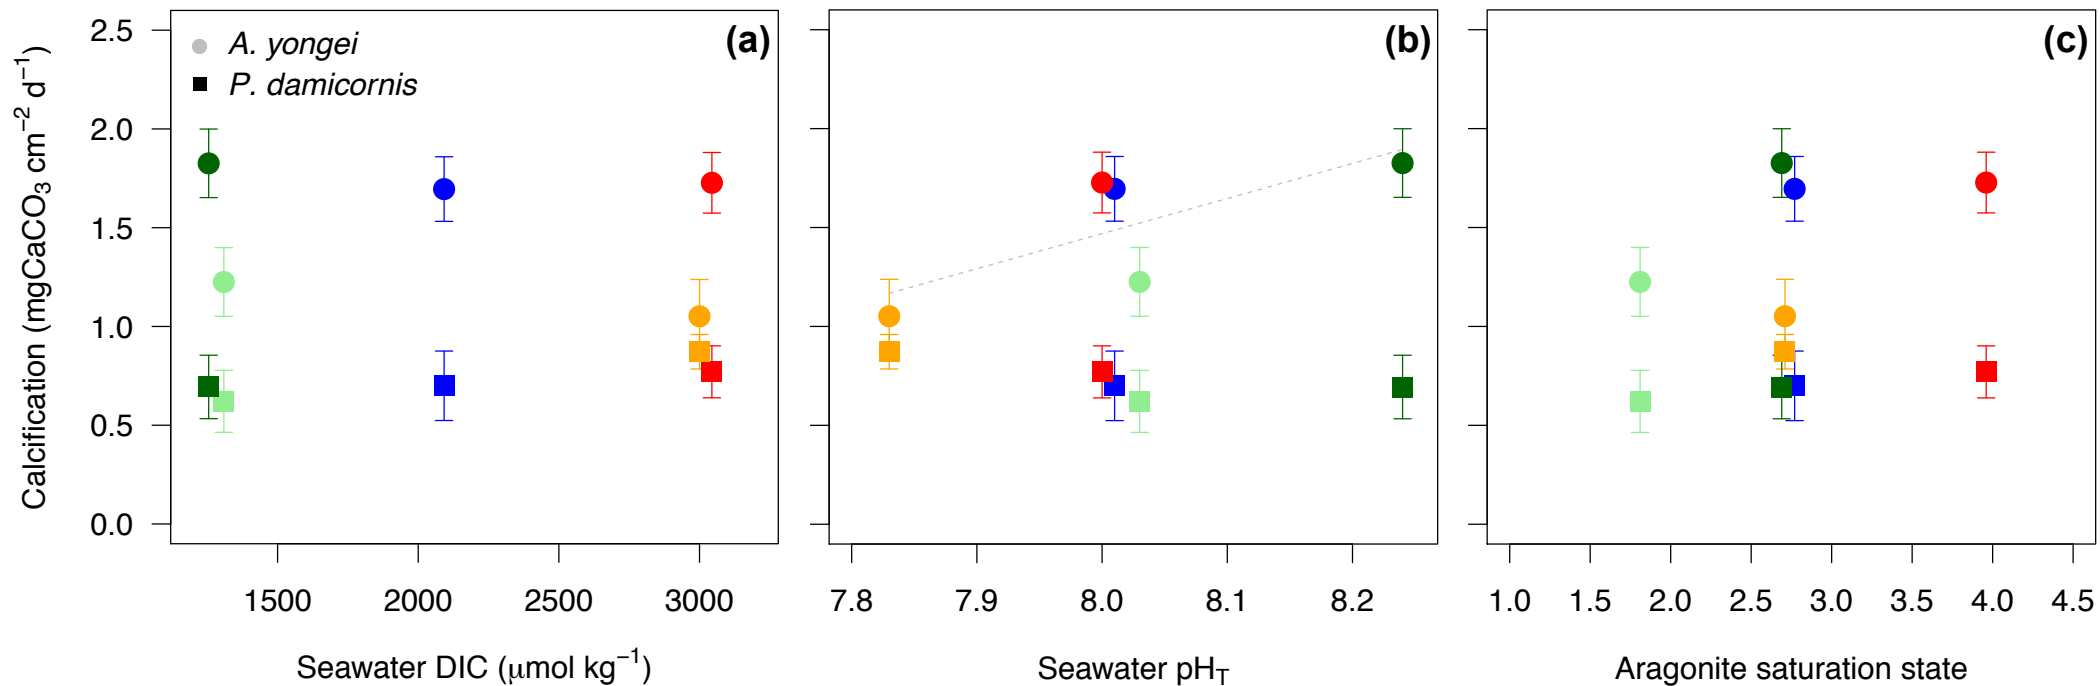 Calcification (mgCaCO₃ cm⁻² d⁻¹)
2.5
2.0
1.5
1.0
0.5
0.0
A. yongei
P. damicornis
(a)
1500 2000 2500 3000
Seawater DIC (μmol kg⁻¹)
(b)
7.8 7.9 8.0 8.1 8.2
Seawater pH_T
(c)
1.0 1.5 2.0 2.5 3.0 3.5 4.0 4.5
Aragonite saturation state